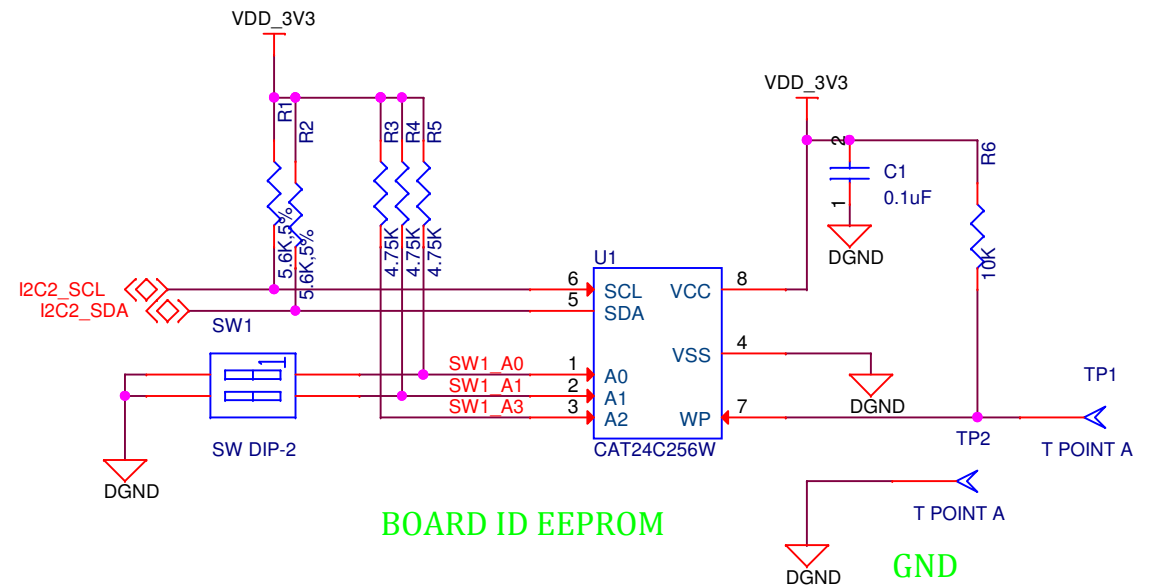 VDD_3V3
VDD_3V3
R1
R2
R3
R4
R5
R6
2
C1
1
0.1uF
DGND
5.6K,5%
5.6K,5%
4.75K
4.75K
4.75K
10K
U1
I2C2_SCL
6
SCL
VCC
8
I2C2_SDA
5
SDA
SW1
1
VSS
4
DGND
SW1_A0
1
A0
SW1_A1
2
A1
SW1_A3
3
A2
WP
7
TP1
TP2
T POINT A
SW DIP-2
CAT24C256W
DGND
T POINT A
BOARD ID EEPROM
GND
DGND